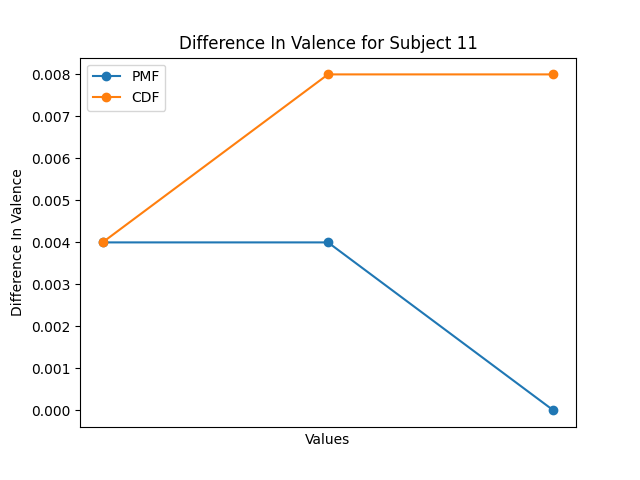 Difference In Valence for Subject 11
PMF
CDF
0.008
0.007
0.006
0.005
0.004
0.003
0.002
0.001
0.000
Difference In Valence
Values